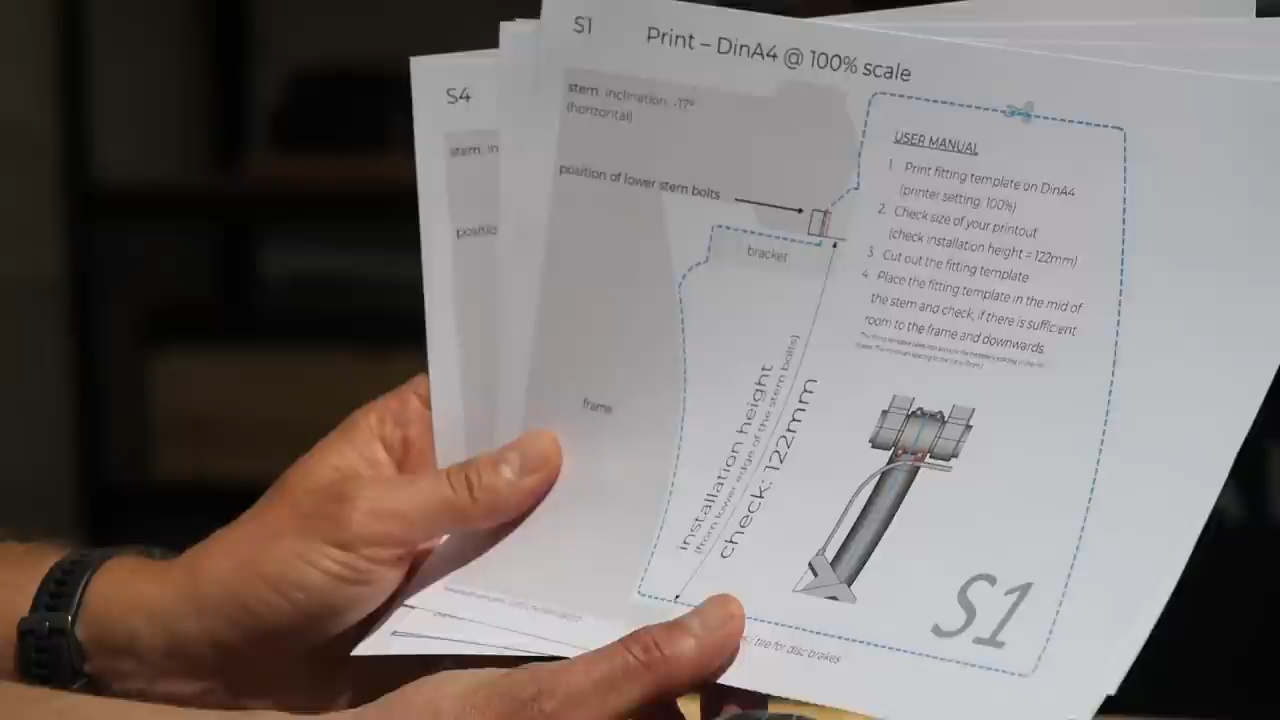 S4
stem, in
positio
S1
Print – DinA4 @ 100% scale
stem, inclination: -17°
(horizontal)
position of lower stem bolts
bracket
frame
installation height
(from lower edge of the stem bolts)
check: 122mm
USER MANUAL
1. Print fitting template on DinA4
(printer setting: 100%)
2. Check size of your printout
(check installation height = 122mm)
3. Cut out the fitting template
4. Place the fitting template in the mid of
the stem and check, if there is sufficient
room to the frame and downwards
S1
/ tire for disc brakes